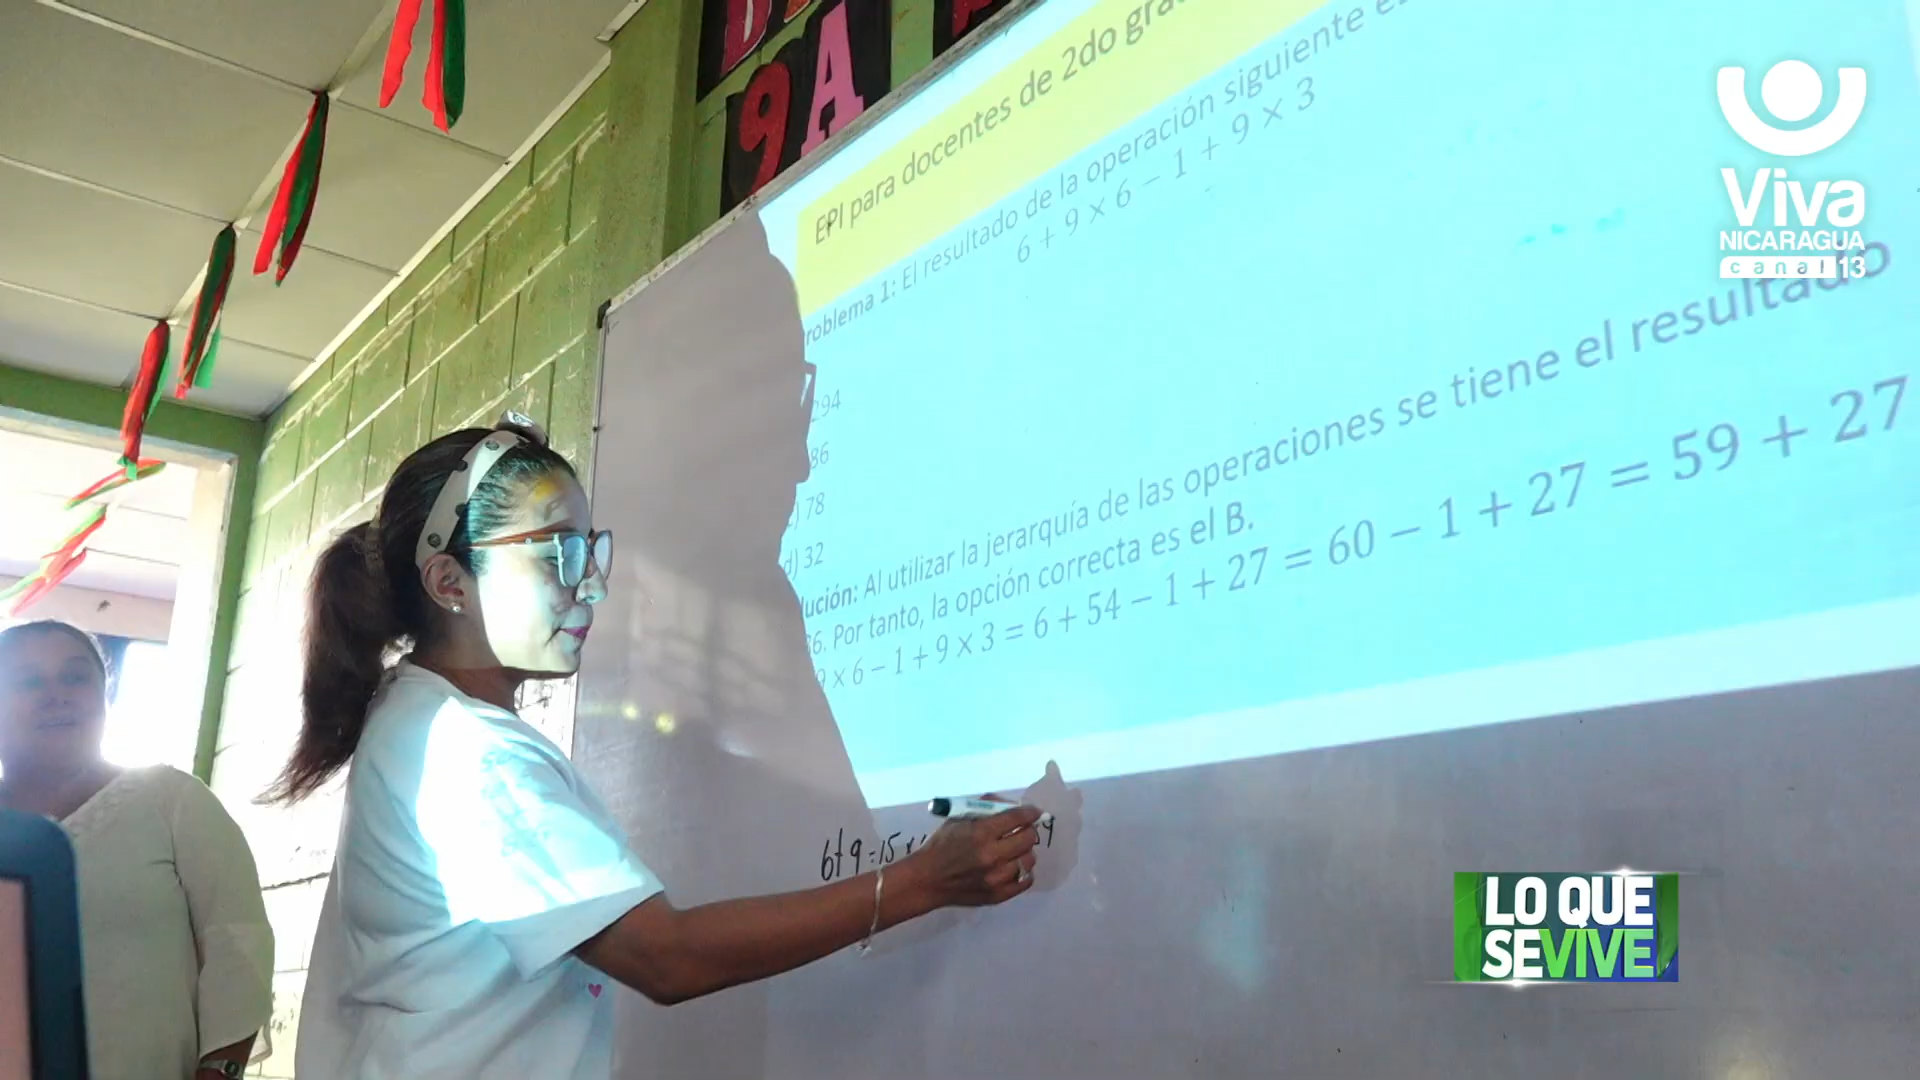 9A
EPI para docentes de 2do
roblema 1: El resultado de la operación siguiente
6 + 9 × 6 − 1 + 9 × 3
294
86
) 78
d) 32
lución: Al utilizar la jerarquía de las operaciones se tiene el resultado
86. Por tanto, la opción correcta es el B.
9 × 6 − 1 + 9 × 3 = 6 + 54 − 1 + 27 = 60 − 1 + 27 = 59 + 27
6+9=15 ×
Viva
NICARAGUA
canal 13
LO QUE
SEVIVE